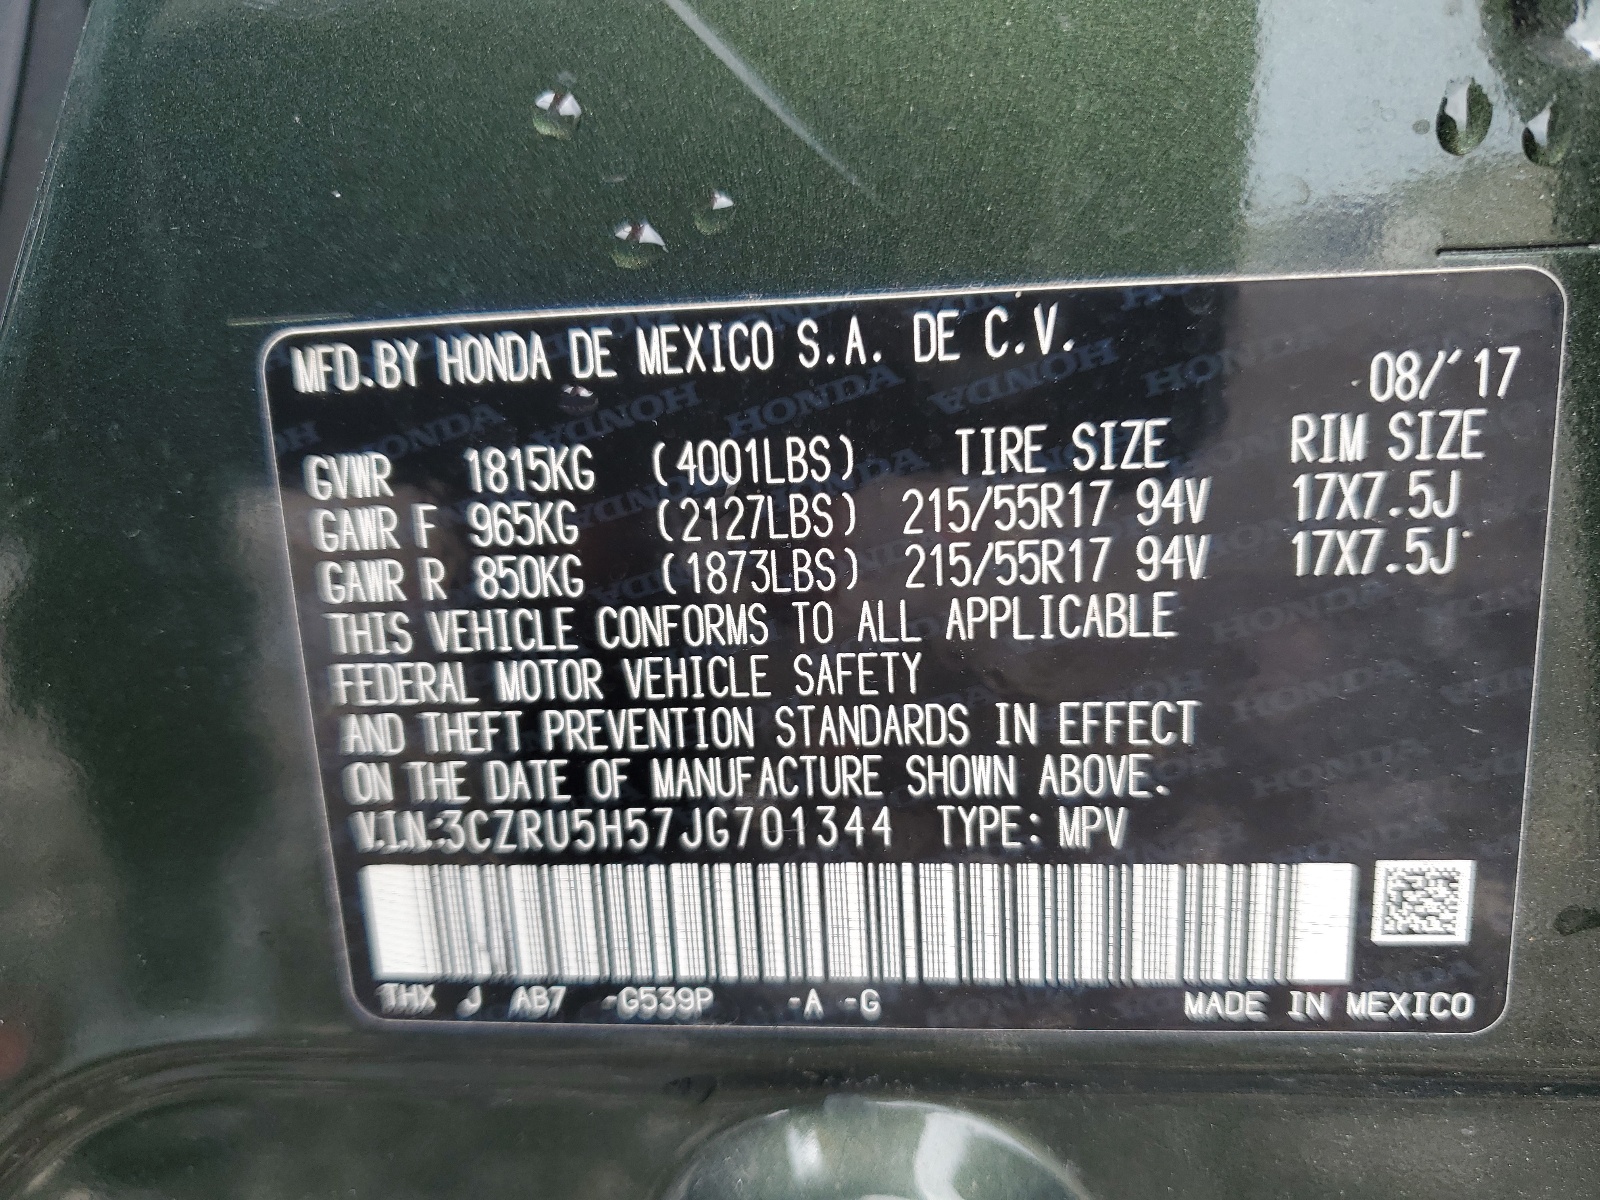 MFD.BY HONDA DE MEXICO S.A. DE C.V.
08/'17
GVWR 1815KG (4001LBS) TIRE SIZE RIM SIZE
GAWR F 965KG (2127LBS) 215/55R17 94V 17X7.5J
GAWR R 850KG (1873LBS) 215/55R17 94V 17X7.5J
THIS VEHICLE CONFORMS TO ALL APPLICABLE
FEDERAL MOTOR VEHICLE SAFETY
AND THEFT PREVENTION STANDARDS IN EFFECT
ON THE DATE OF MANUFACTURE SHOWN ABOVE.
V.I.N:3CZRU5H57JG701344 TYPE: MPV
THX J AB7 -G539P -A -G MADE IN MEXICO